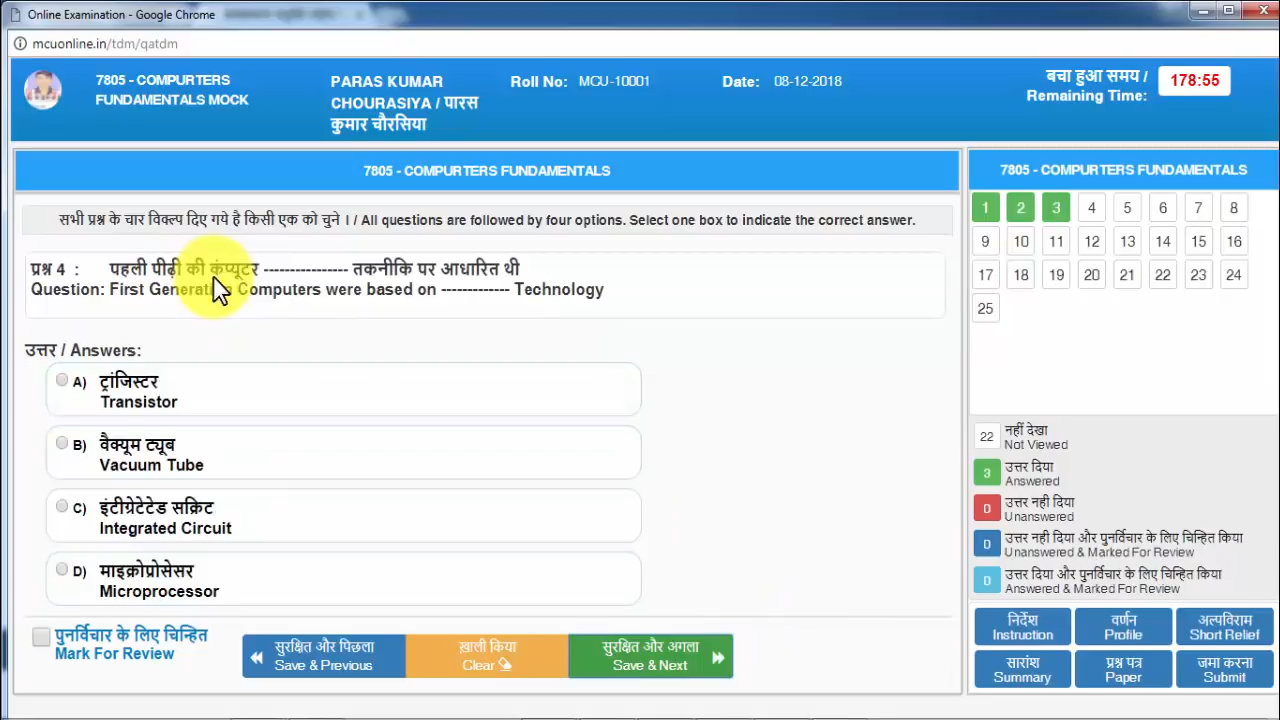 Online Examination - Google Chrome
mcuonline.in/tdm/qatdm
7805 - COMPURTERS
FUNDAMENTALS MOCK
PARAS KUMAR
CHOURASIYA / पारस
कुमार चौरसिया
Roll No: MCU-10001
Date: 08-12-2018
बचा हुआ समय /
Remaining Time:
178:55
7805 - COMPURTERS FUNDAMENTALS
सभी प्रश्न के चार विकल्प दिए गये है किसी एक को चुने । / All questions are followed by four options. Select one box to indicate the correct answer.
प्रश्न 4 : पहली पीढ़ी की कंप्यूटर ---------------- तकनीकि पर आधारित थी
Question: First Generation Computers were based on ------------- Technology
उत्तर / Answers:
A) ट्रांजिस्टर
Transistor
B) वैक्यूम ट्यूब
Vacuum Tube
C) इंटीग्रेटेटेड सक्रिट
Integrated Circuit
D) माइक्रोप्रोसेसर
Microprocessor
पुनर्विचार के लिए चिन्हित
Mark For Review
सुरक्षित और पिछला
Save & Previous
ख़ाली किया
Clear
सुरक्षित और अगला
Save & Next
7805 - COMPURTERS FUNDAMENTALS
1 2 3 4 5 6 7 8
9 10 11 12 13 14 15 16
17 18 19 20 21 22 23 24
25
22 नहीं देखा
Not Viewed
3 उत्तर दिया
Answered
0 उत्तर नही दिया
Unanswered
0 उत्तर नही दिया और पुनर्विचार के लिए चिन्हित किया
Unanswered & Marked For Review
0 उत्तर दिया और पुनर्विचार के लिए चिन्हित किया
Answered & Marked For Review
निर्देश
Instruction
वर्णन
Profile
अल्पविराम
Short Relief
सारांश
Summary
प्रश्न पत्र
Paper
जमा करना
Submit